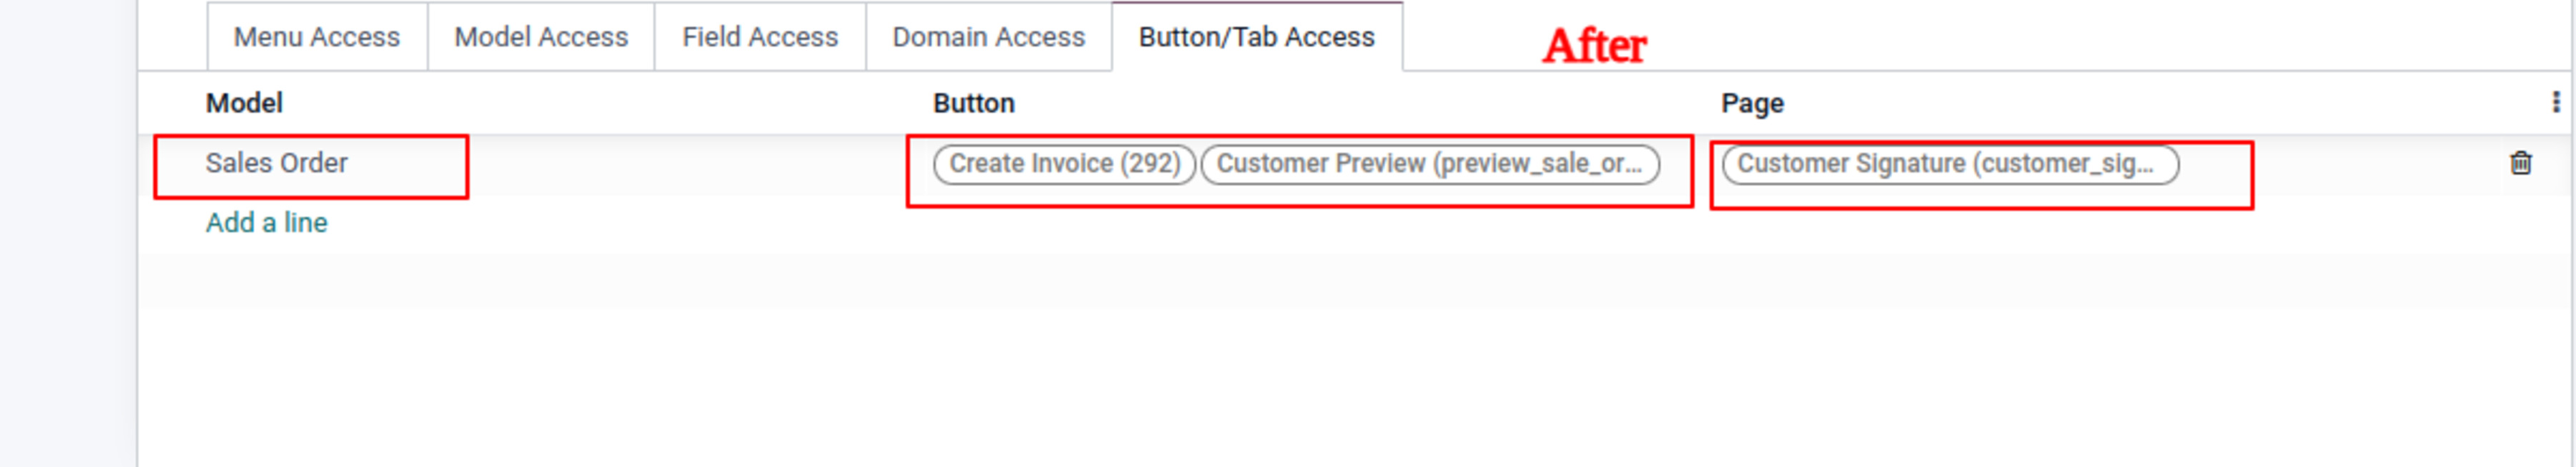 Menu Access Model Access Field Access Domain Access Button/Tab Access After
Model Button Page
Sales Order Create Invoice (292) Customer Preview (preview_sale_or... Customer Signature (customer_sig...
Add a line